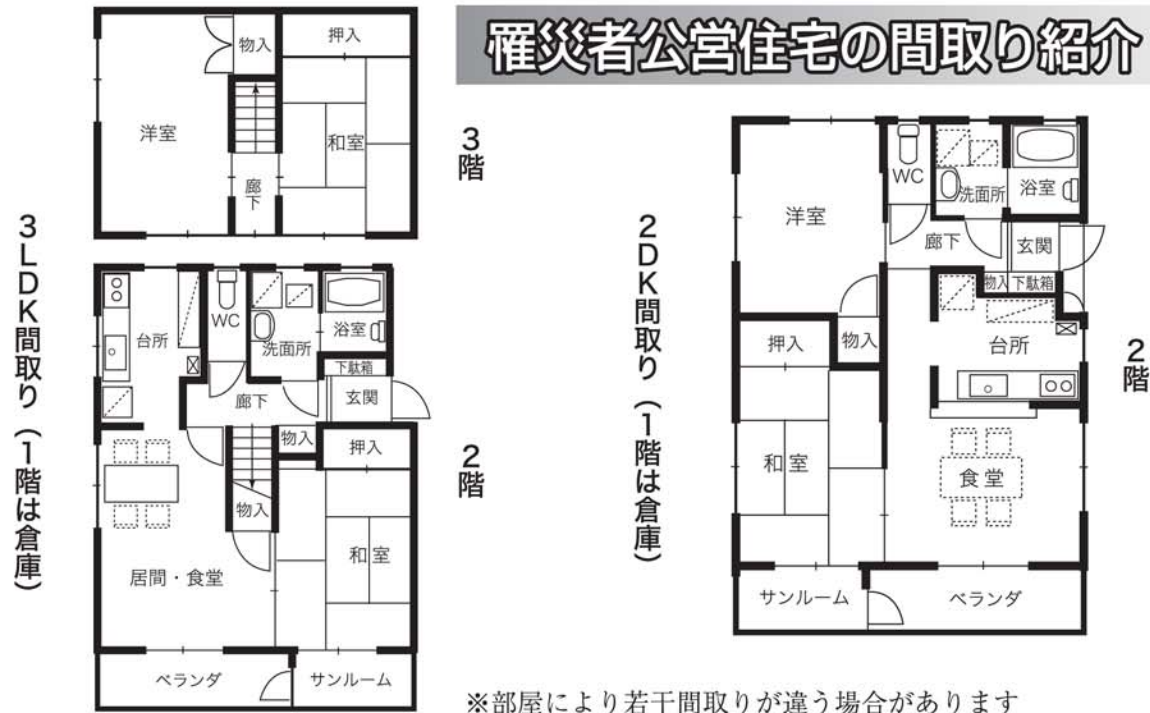 罹災者公営住宅の間取り紹介
3LDK間取り（1階は倉庫）
3階
物入
押入
洋室
和室
廊下
2階
台所
WC
洗面所
浴室
下駄箱
廊下
玄関
物入
押入
物入
和室
居間・食堂
ベランダ
サンルーム
2DK間取り（1階は倉庫）
2階
WC
洗面所
浴室
洋室
廊下
玄関
物入
下駄箱
押入
物入
台所
和室
食堂
サンルーム
ベランダ
※部屋により若干間取りが違う場合があります